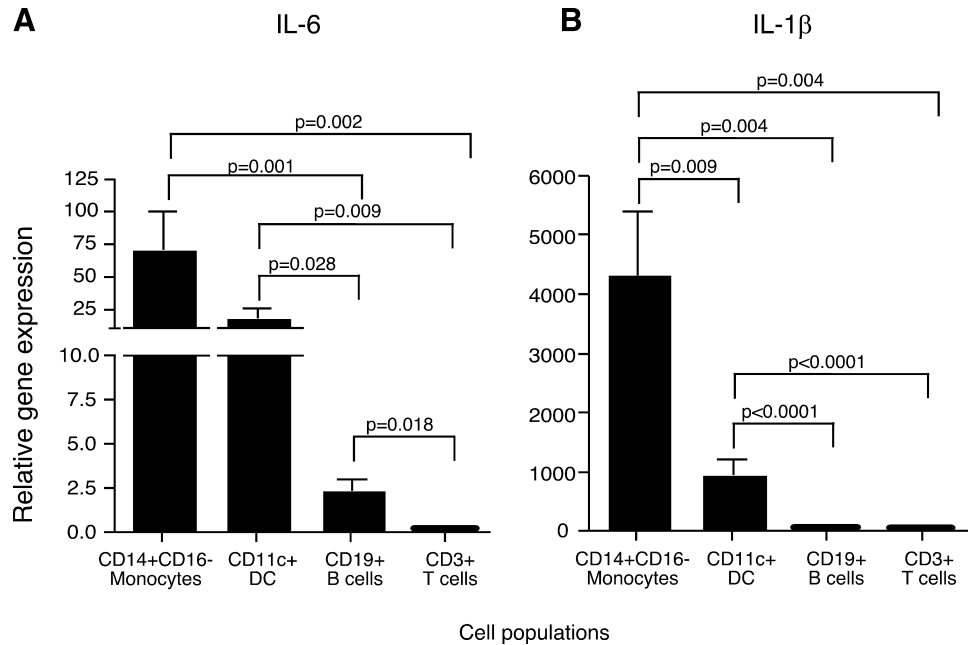 A
IL-6
p=0.002
p=0.001
p=0.009
p=0.028
p=0.018
Relative gene expression
125
100
75
50
25
10.0
7.5
5.0
2.5
0.0
CD14+CD16-
Monocytes
CD11c+
DC
CD19+
B cells
CD3+
T cells
B
IL-1β
p=0.004
p=0.004
p=0.009
p<0.0001
p<0.0001
6000
5000
4000
3000
2000
1000
0
CD14+CD16-
Monocytes
CD11c+
DC
CD19+
B cells
CD3+
T cells
Cell populations